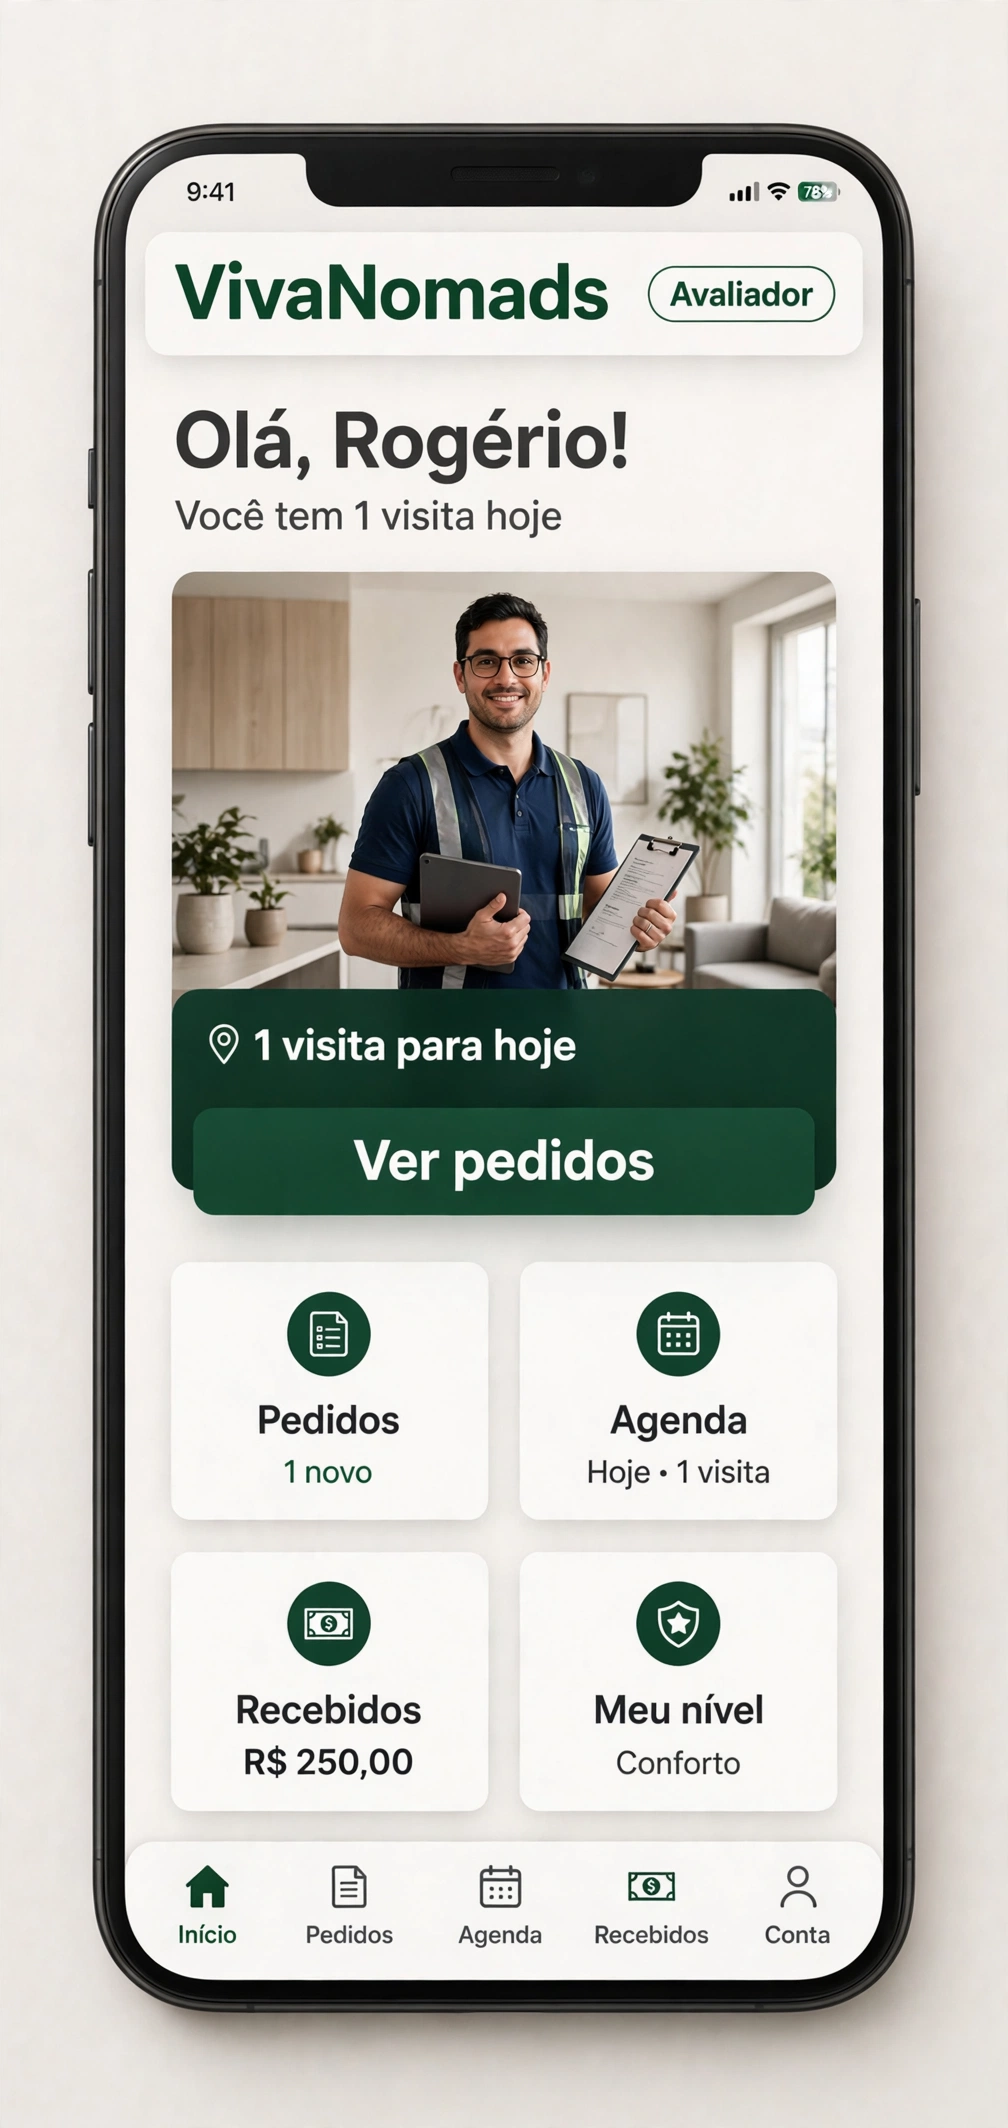 9:41
78%
VivaNomads
Avaliador
Olá, Rogério!
Você tem 1 visita hoje
1 visita para hoje
Ver pedidos
Pedidos
1 novo
Agenda
Hoje • 1 visita
Recebidos
R$ 250,00
Meu nível
Conforto
Início
Pedidos
Agenda
Recebidos
Conta